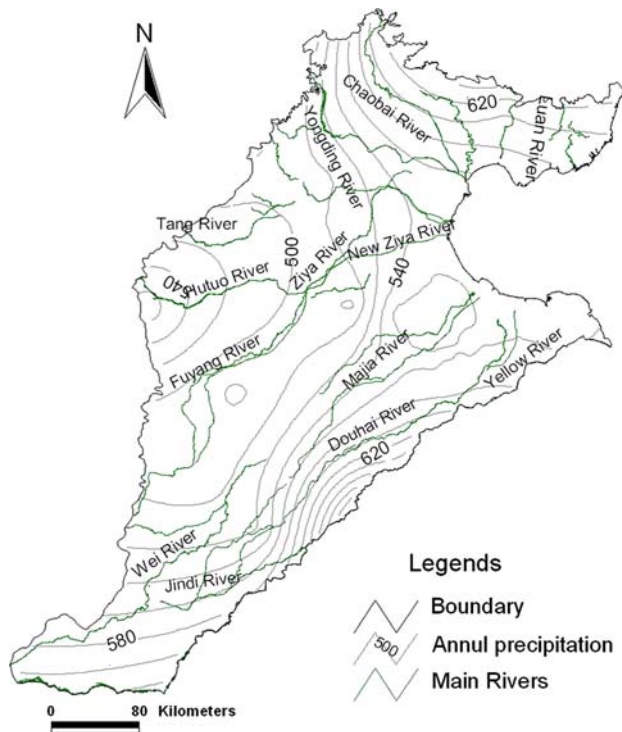 N
Chaobai River
620
Luan River
Yongding River
Tang River
500
Ziya River
New Ziya River
540
Hutuo River
540
Fuyang River
Majia River
Yellow River
Douhai River
620
Wei River
Jindi River
580
Legends
Boundary
500
Annul precipitation
Main Rivers
0 80 Kilometers